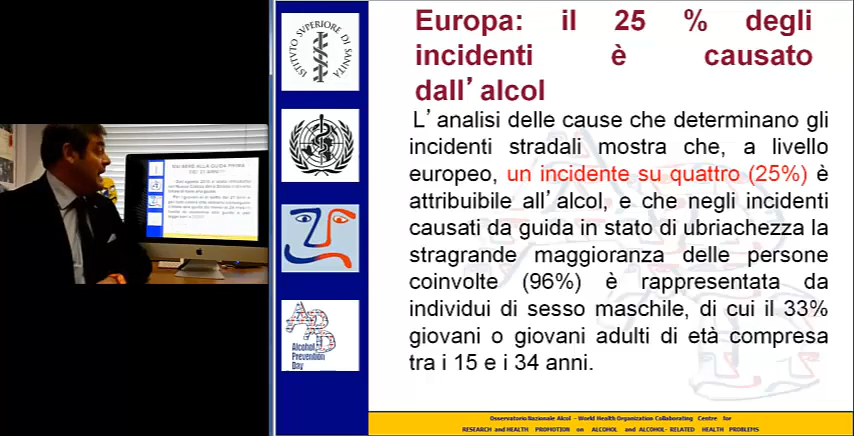 Europa: il 25 % degli
incidenti è causato
dall’alcol
L’analisi delle cause che determinano gli
incidenti stradali mostra che, a livello
europeo, un incidente su quattro (25%) è
attribuibile all’alcol, e che negli incidenti
causati da guida in stato di ubriachezza la
stragrande maggioranza delle persone
coinvolte (96%) è rappresentata da
individui di sesso maschile, di cui il 33%
giovani o giovani adulti di età compresa
tra i 15 e i 34 anni.
ISTITVTO SVPERIORE DI SANITA
Alcohol
Prevention
Day
Osservatorio Nazionale Alcol - World Health Organization Collaborating Centre for
RESEARCH and HEALTH PROMOTION on ALCOHOL and ALCOHOL- RELATED HEALTH PROBLEMS